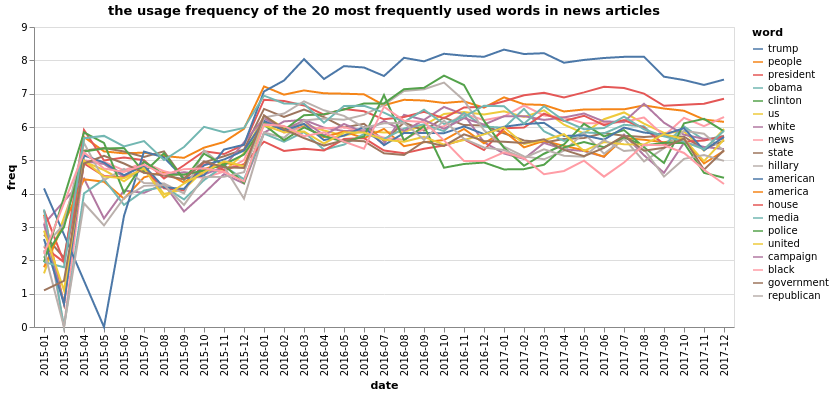 the usage frequency of the 20 most frequently used words in news articles
freq
9
8
7
6
5
4
3
2
1
0
2015-01
2015-03
2015-04
2015-05
2015-06
2015-07
2015-08
2015-09
2015-10
2015-11
2015-12
2016-01
2016-02
2016-03
2016-04
2016-05
2016-06
2016-07
2016-08
2016-09
2016-10
2016-11
2016-12
2017-01
2017-02
2017-03
2017-04
2017-05
2017-06
2017-07
2017-08
2017-09
2017-10
2017-11
2017-12
date
word
trump
people
president
obama
clinton
us
white
news
state
hillary
american
america
house
media
police
united
campaign
black
government
republican